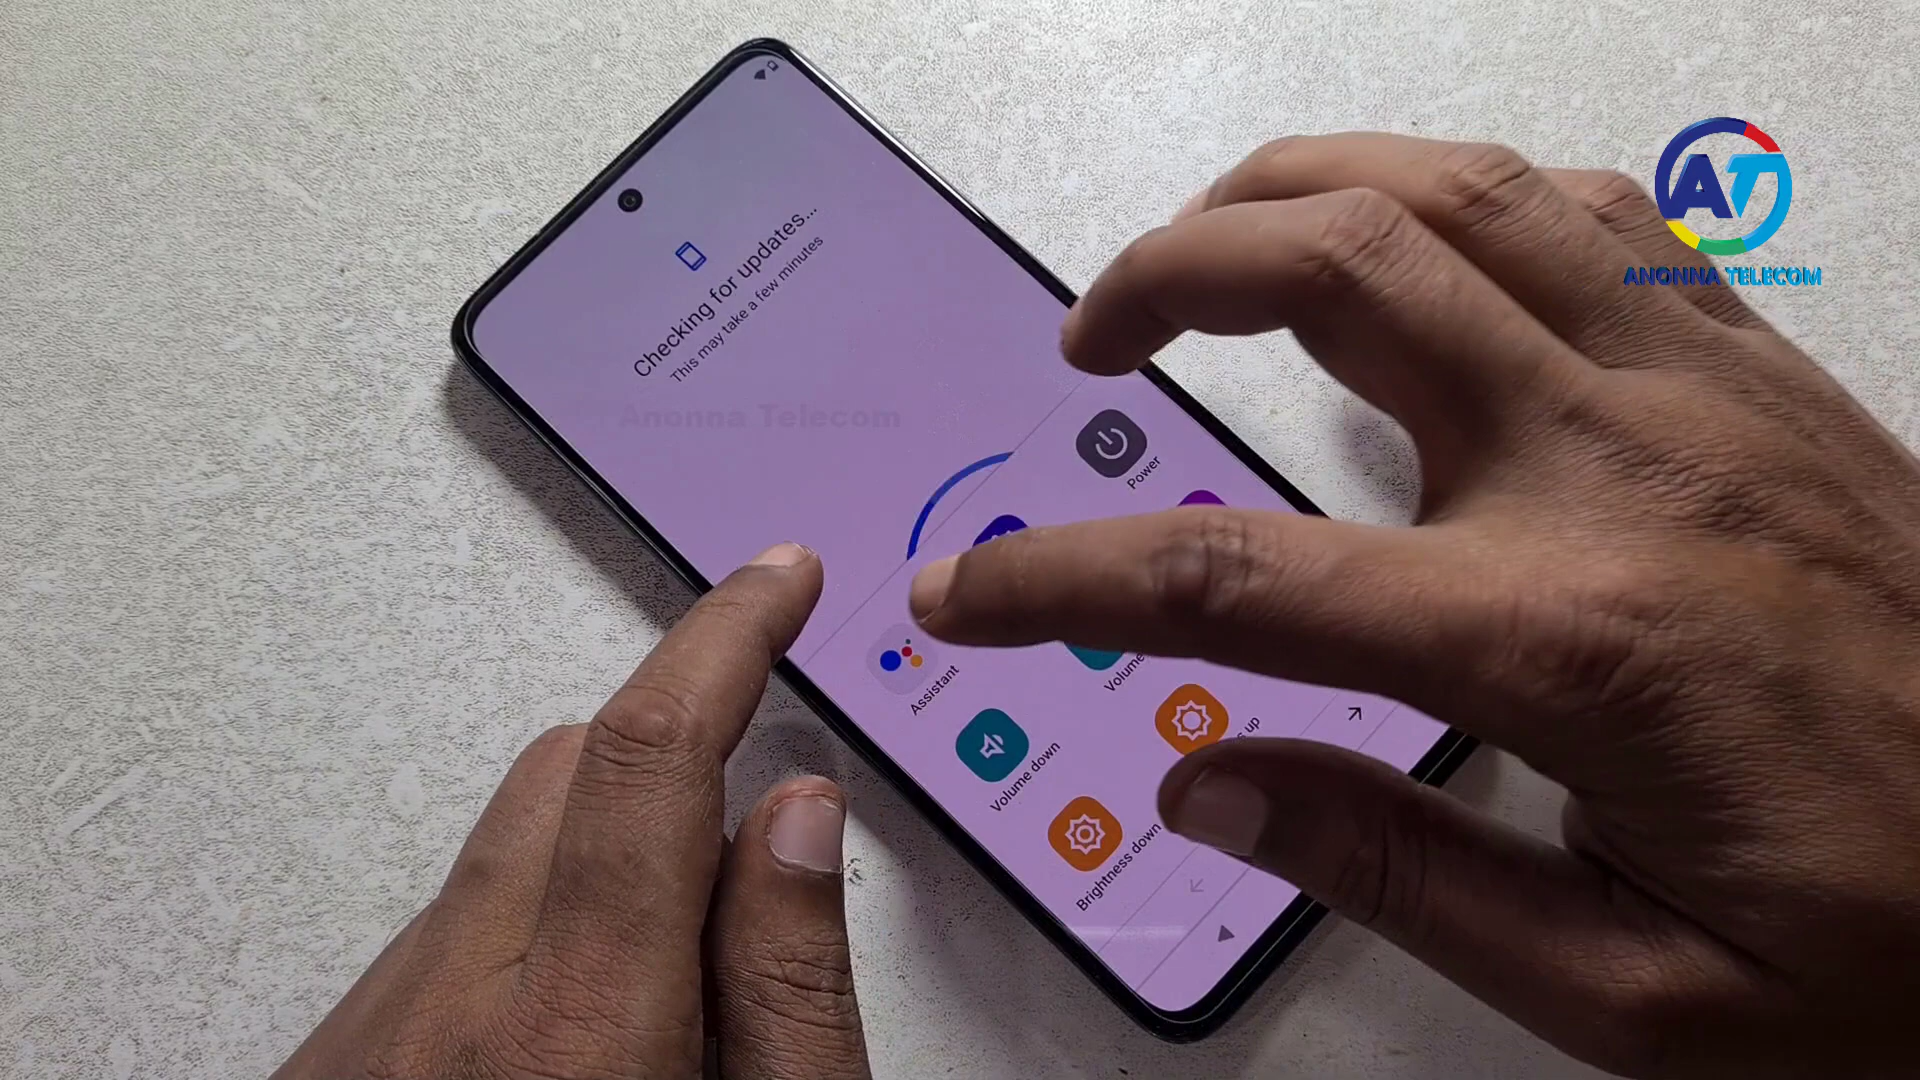 AT
ANONNA TELECOM
Checking for updates...
This may take a few minutes
Anonna Telecom
Power
Assistant
Volume
Volume down
s up
Brightness down